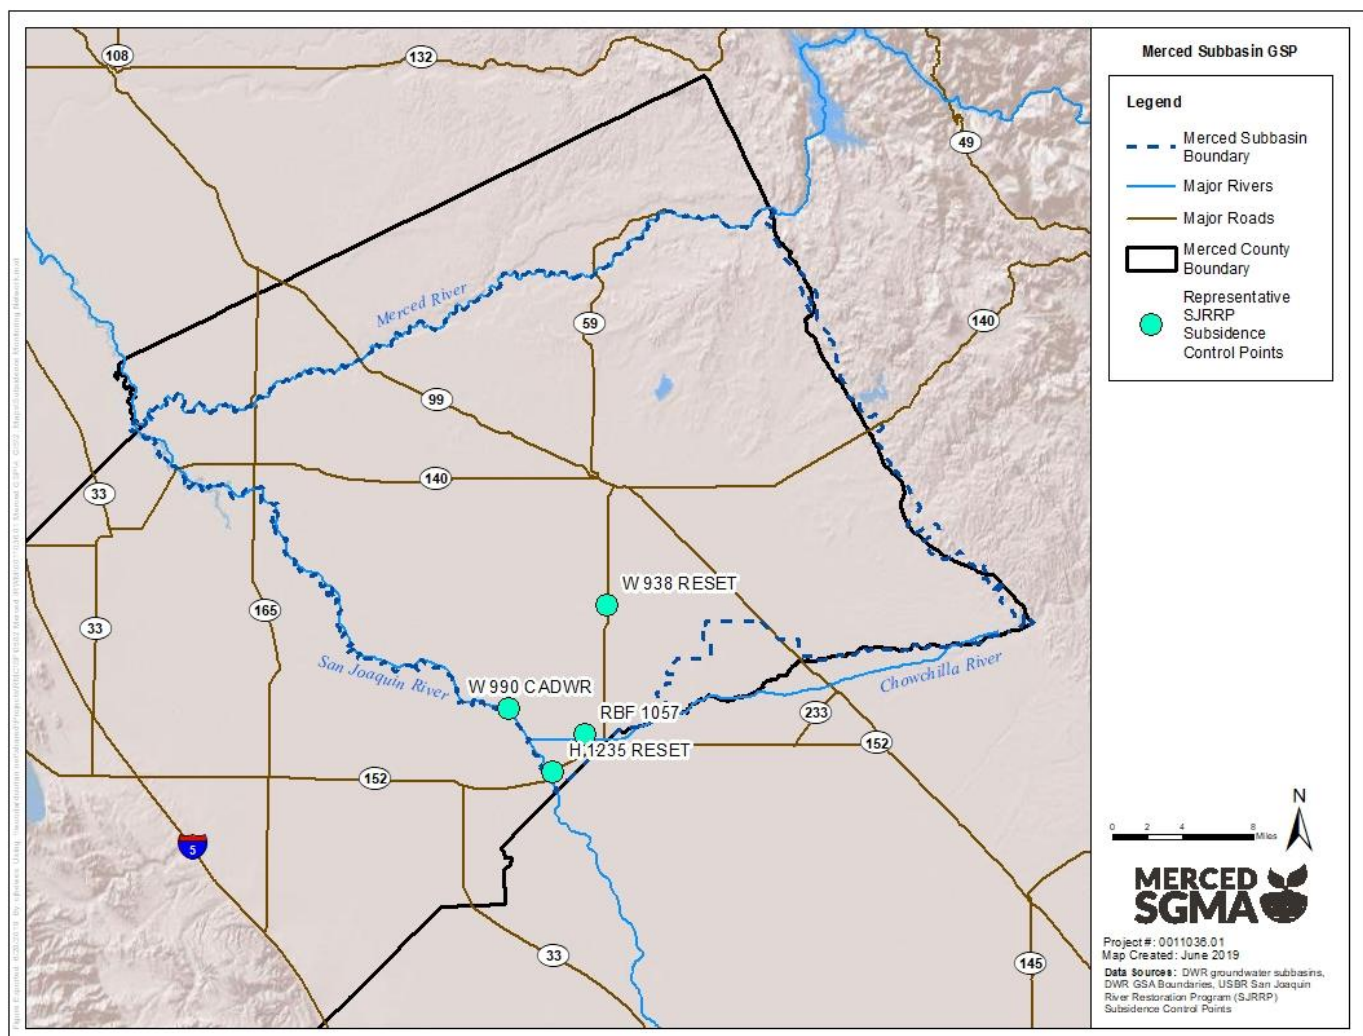 108
132
49
Merced River
59
140
99
140
33
165
33
W 938 RESET
San Joaquin River
W 990 CADWR
Chowchilla River
RBF 1057
233
H 1235 RESET
152
152
5
33
145
Merced Subbasin GSP
Legend
Merced Subbasin
Boundary
Major Rivers
Major Roads
Merced County
Boundary
Representative
SJRRP
Subsidence
Control Points
N
0 2 4 8
Miles
MERCED
SGMA
Project #: 0011036.01
Map Created: June 2019
Data Sources: DWR groundwater subbasins,
DWR GSA Boundaries, USBR San Joaquin
River Restoration Program (SJRRP)
Subsidence Control Points